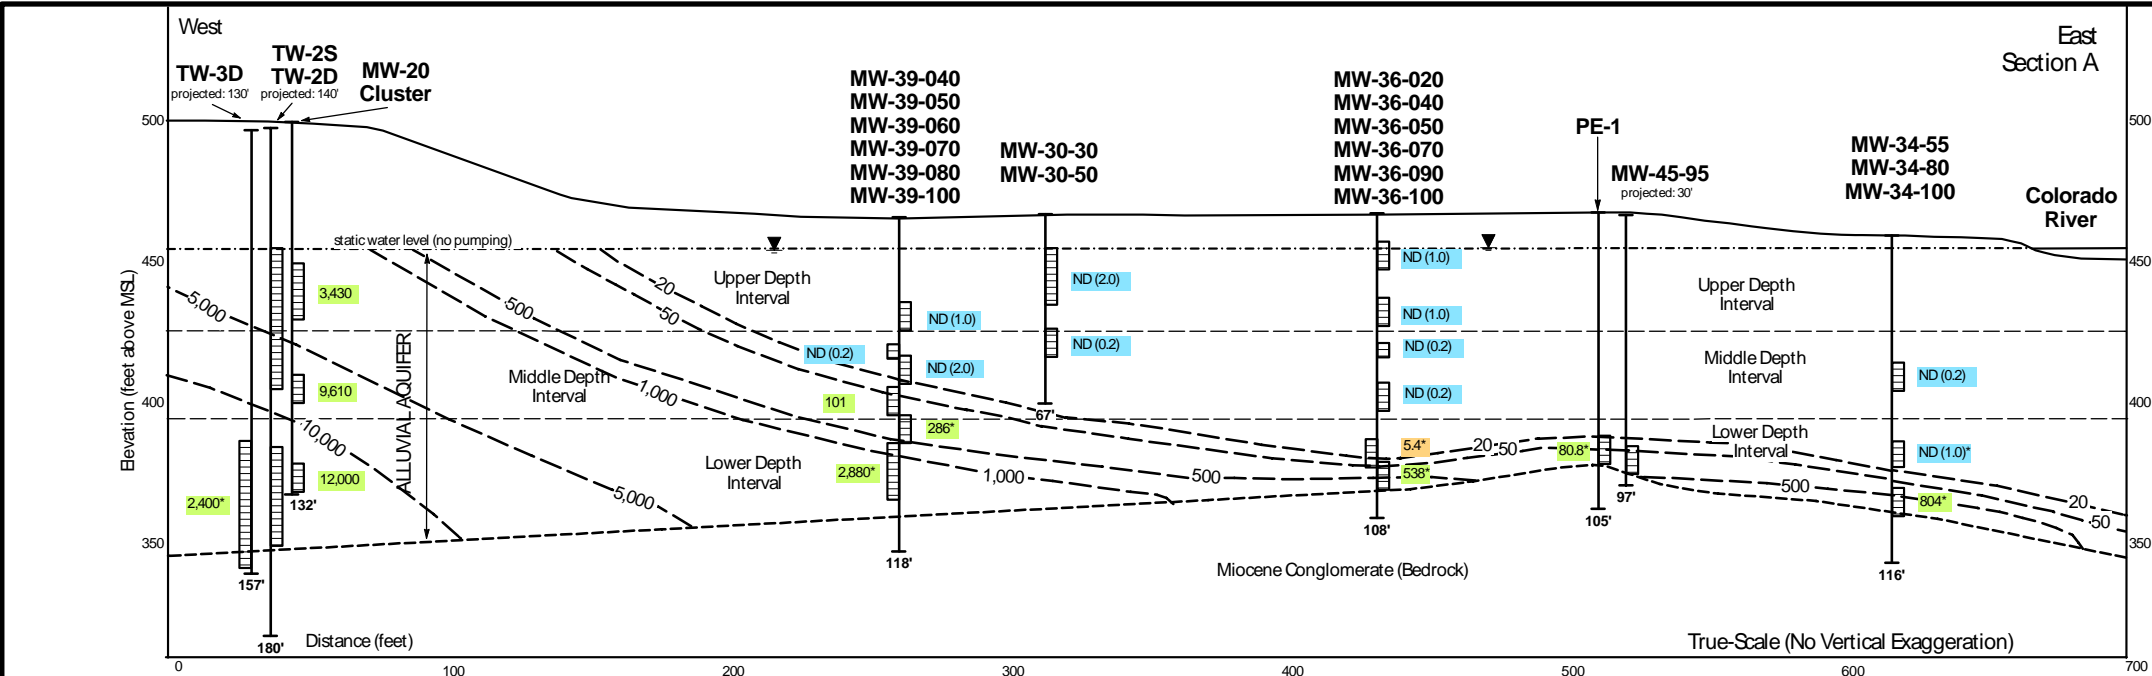 West
East
Section A
TW-3D
projected: 130'
TW-2S
TW-2D
projected: 140'
MW-20
Cluster
MW-39-040
MW-39-050
MW-39-060
MW-39-070
MW-39-080
MW-39-100
MW-30-30
MW-30-50
MW-36-020
MW-36-040
MW-36-050
MW-36-070
MW-36-090
MW-36-100
PE-1
MW-45-95
projected: 30'
MW-34-55
MW-34-80
MW-34-100
Colorado
River
500
450
400
350
500
450
400
350
Elevation (feet above MSL)
static water level (no pumping)
ALLUVIAL AQUIFER
Upper Depth
Interval
Middle Depth
Interval
Lower Depth
Interval
Upper Depth
Interval
Middle Depth
Interval
Lower Depth
Interval
5,000
10,000
5,000
500
1,000
20
50
1,000
500
20
50
500
20
50
3,430
9,610
12,000
2,400*
ND (1.0)
ND (0.2)
ND (2.0)
101
286*
2,880*
ND (2.0)
ND (0.2)
ND (1.0)
ND (1.0)
ND (0.2)
ND (0.2)
5.4*
538*
80.8*
ND (0.2)
ND (1.0)*
804*
157'
180'
132'
118'
67'
108'
105'
97'
116'
Miocene Conglomerate (Bedrock)
Distance (feet)
True-Scale (No Vertical Exaggeration)
0
100
200
300
400
500
600
700